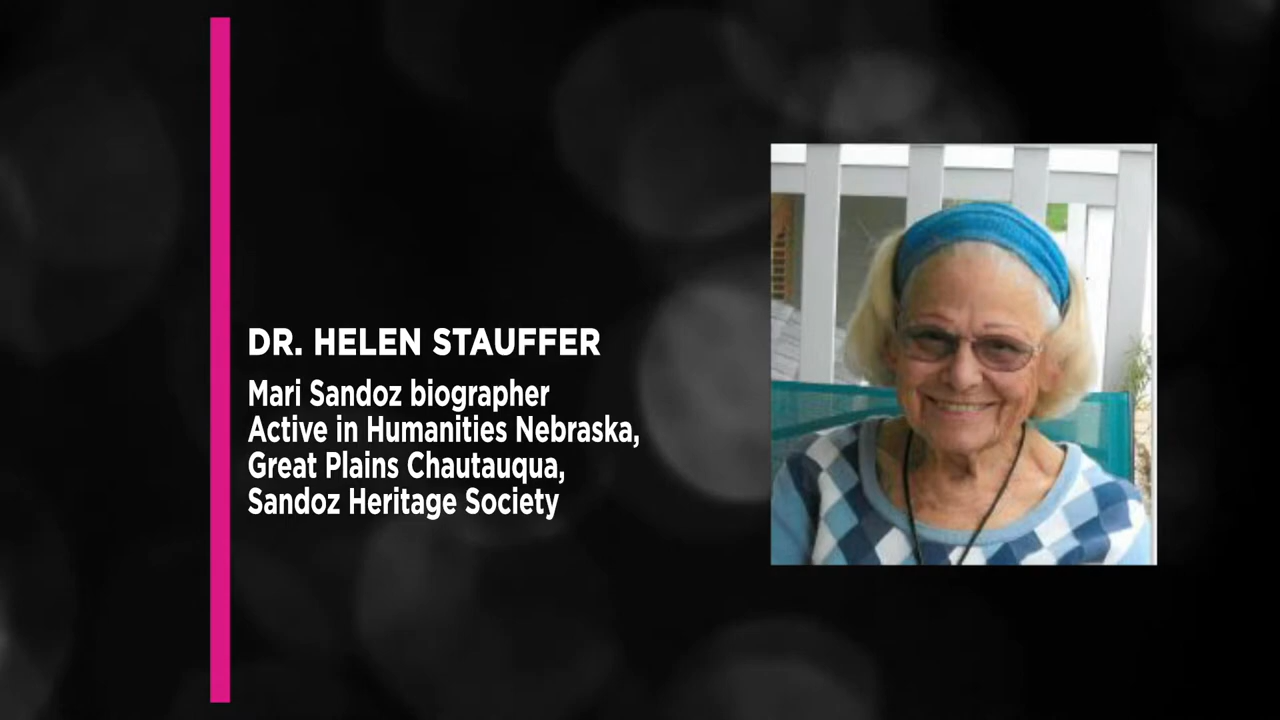 DR. HELEN STAUFFER
Mari Sandoz biographer
Active in Humanities Nebraska,
Great Plains Chautauqua,
Sandoz Heritage Society